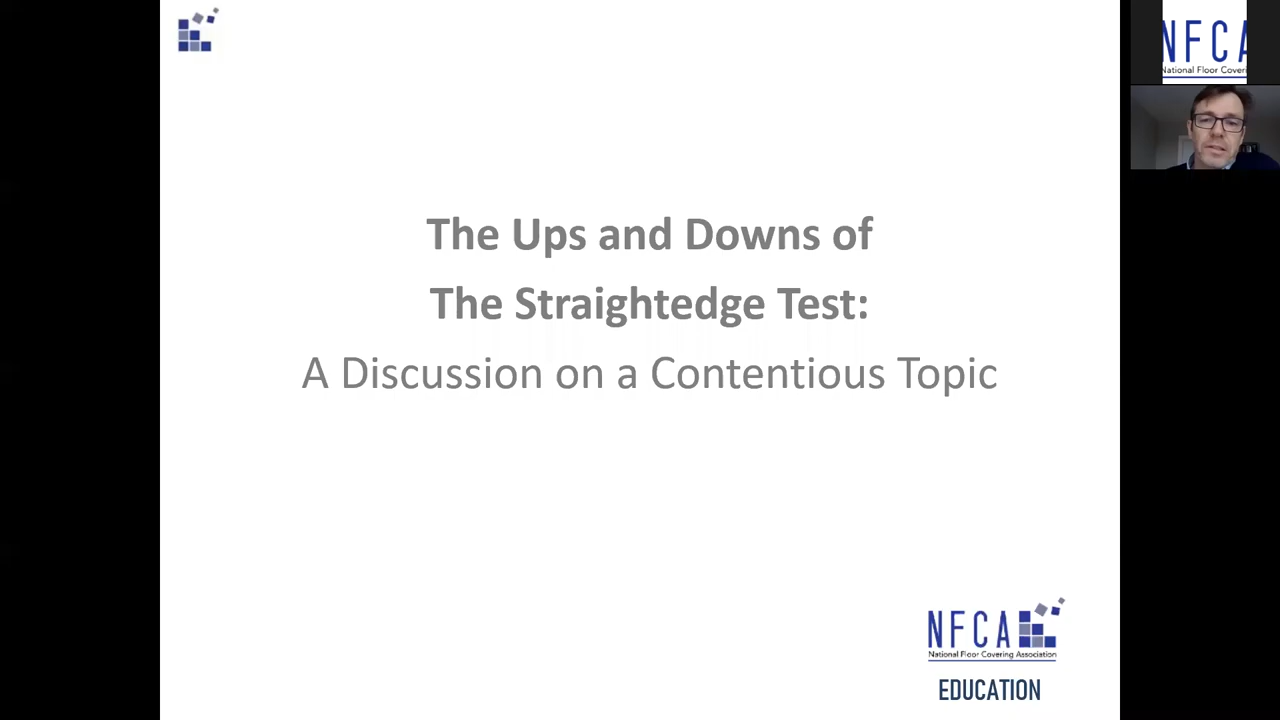 The Ups and Downs of
The Straightedge Test:
A Discussion on a Contentious Topic
NFCA
National Floor Covering Association
EDUCATION
NFCA
National Floor Coveri